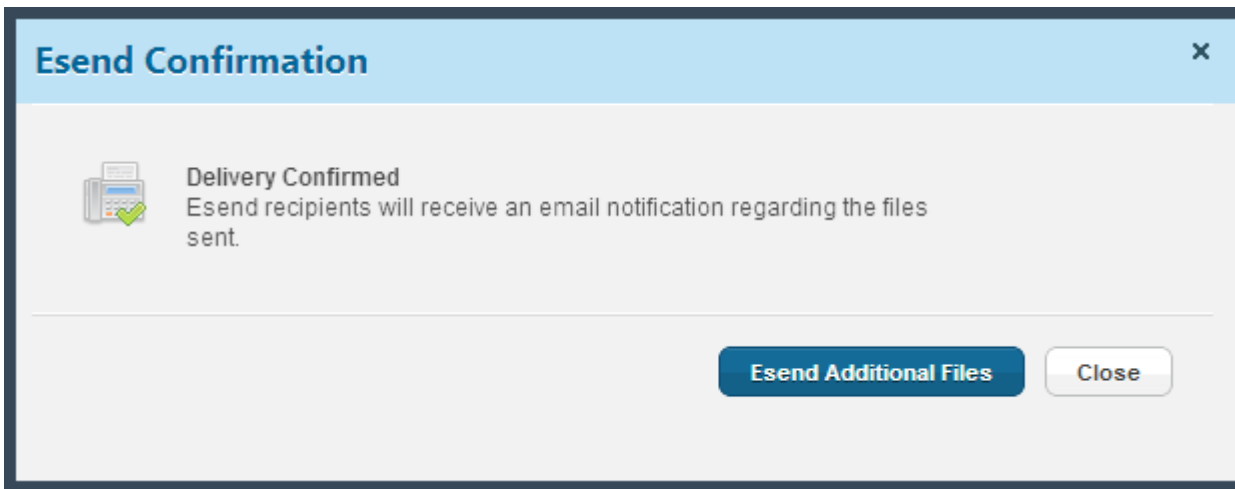 Esend Confirmation
Delivery Confirmed
Esend recipients will receive an email notification regarding the files
sent.
Esend Additional Files
Close